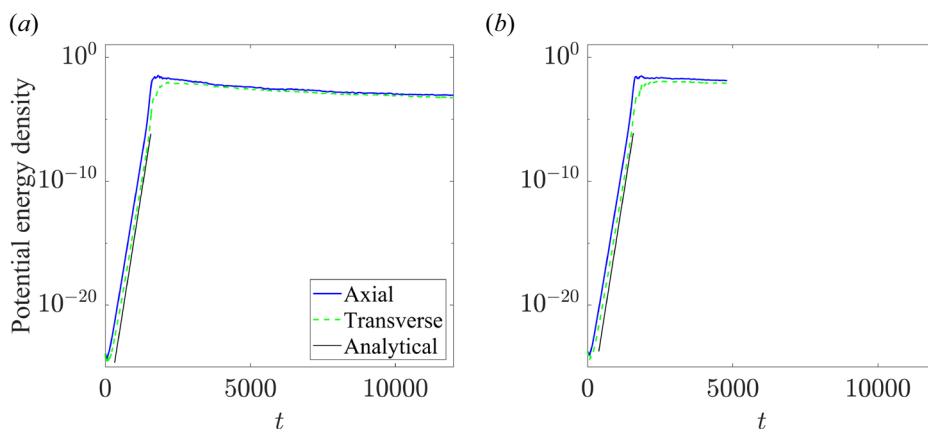 (a)
(b)
Potential energy density
10^0
10^-10
10^-20
Axial
Transverse
Analytical
0
5000
10000
t
10^0
10^-10
10^-20
0
5000
10000
t